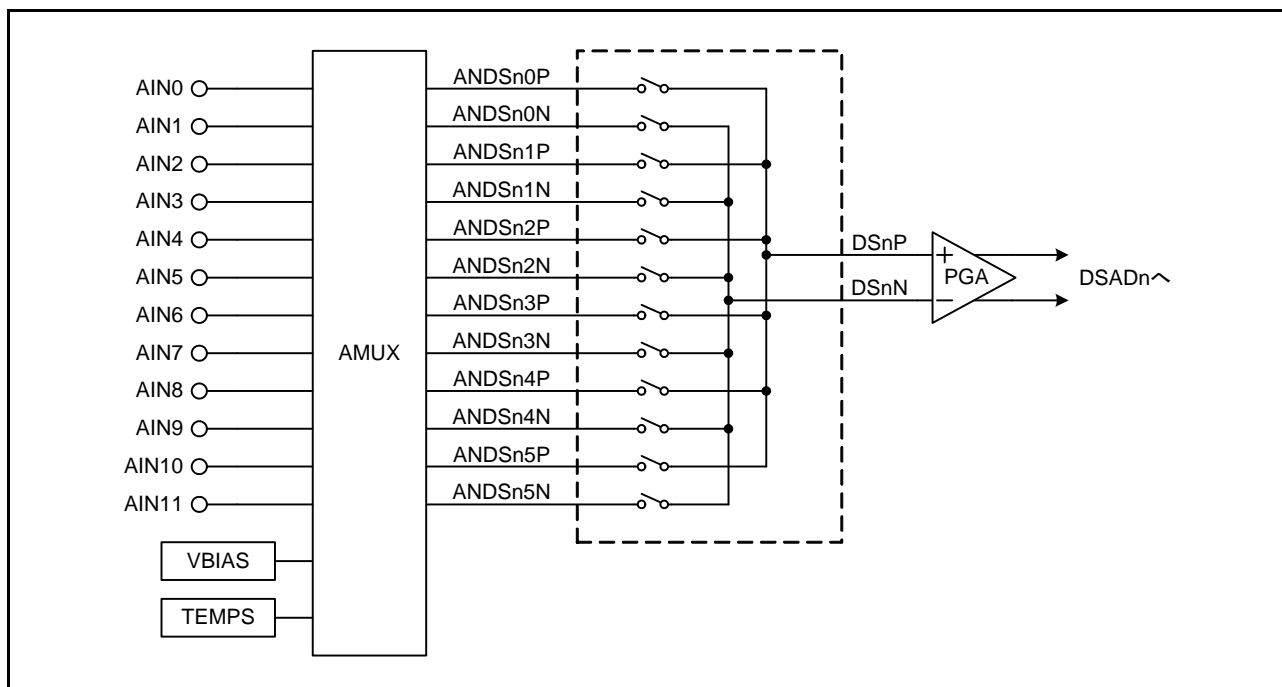 AIN0
AIN1
AIN2
AIN3
AIN4
AIN5
AIN6
AIN7
AIN8
AIN9
AIN10
AIN11
VBIAS
TEMPS
AMUX
ANDSn0P
ANDSn0N
ANDSn1P
ANDSn1N
ANDSn2P
ANDSn2N
ANDSn3P
ANDSn3N
ANDSn4P
ANDSn4N
ANDSn5P
ANDSn5N
DSnP
DSnN
+
PGA
−
DSADnへ